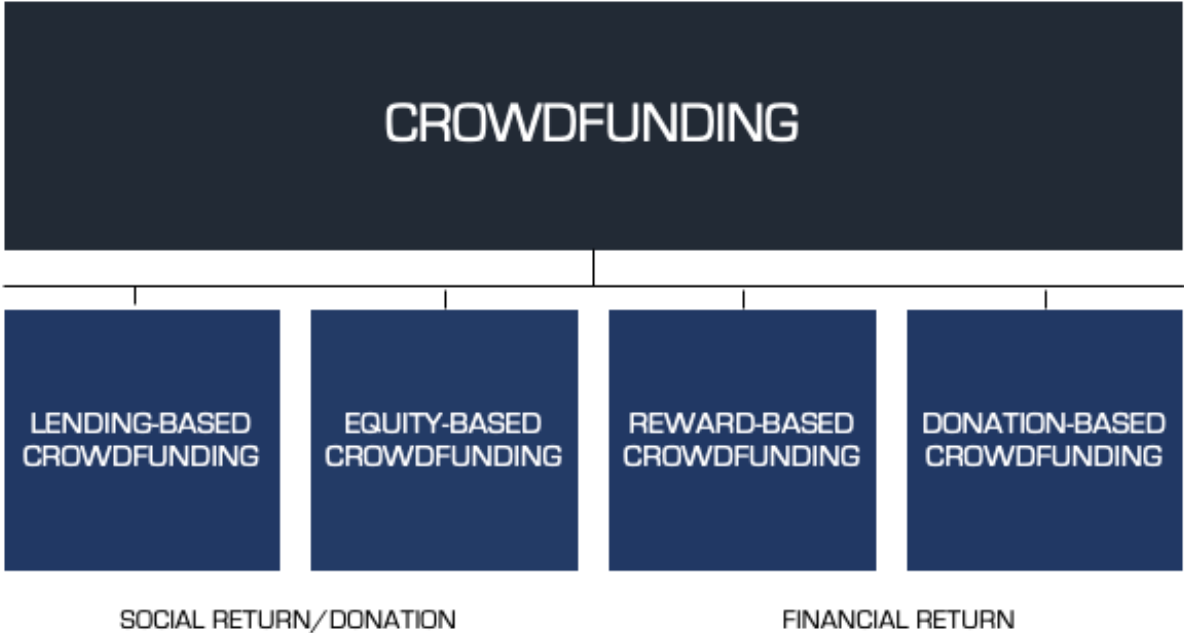 CROWDFUNDING
LENDING-BASED
CROWDFUNDING
EQUITY-BASED
CROWDFUNDING
REWARD-BASED
CROWDFUNDING
DONATION-BASED
CROWDFUNDING
SOCIAL RETURN/DONATION
FINANCIAL RETURN